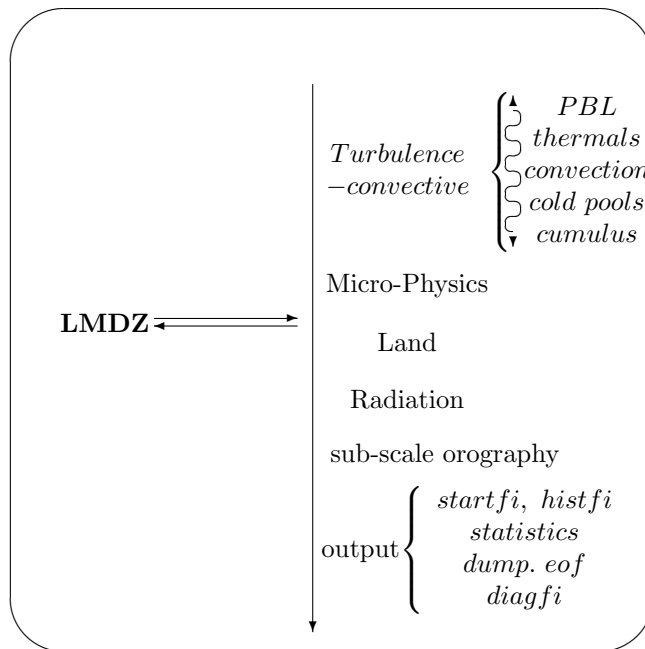 PBL
thermals
Turbulence
convection
−convective
cold pools
cumulus
Micro-Physics
LMDZ
Land
Radiation
sub-scale orography
startfi, histfi
statistics
output
dump. eof
diagfi